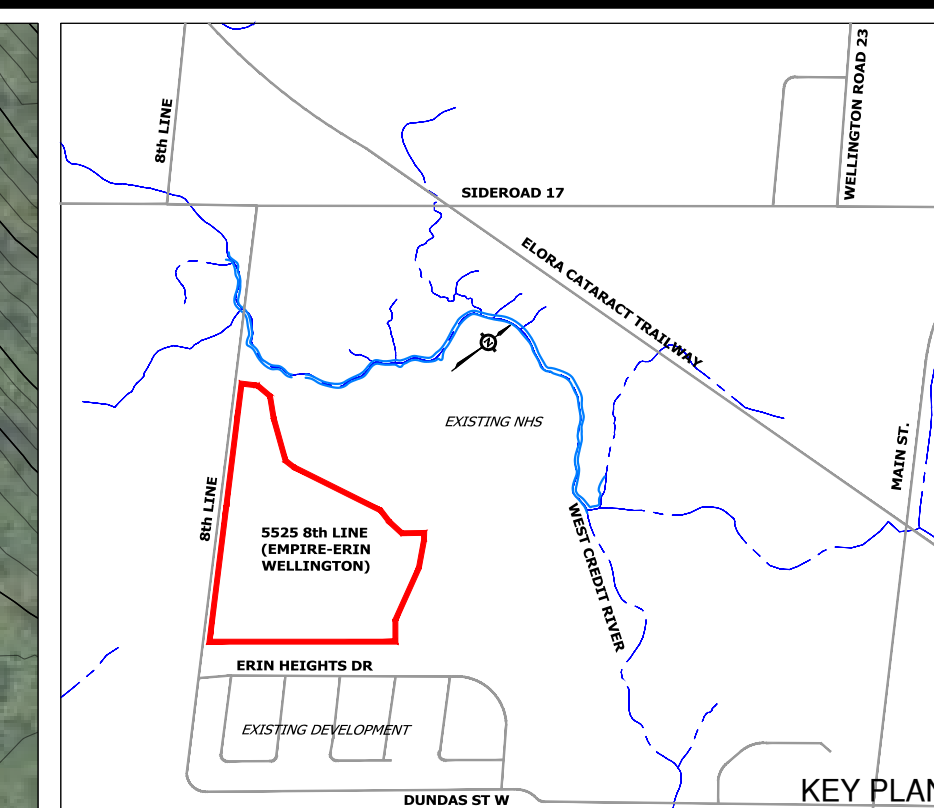 8th LINE
WELLINGTON ROAD 23
SIDEROAD 17
ELORA CATARACT TRAILWAY
N
EXISTING NHS
MAIN ST.
8th LINE
5525 8th LINE
(EMPIRE-ERIN
WELLINGTON)
WEST CREDIT RIVER
ERIN HEIGHTS DR
EXISTING DEVELOPMENT
KEY PLAN
DUNDAS ST W